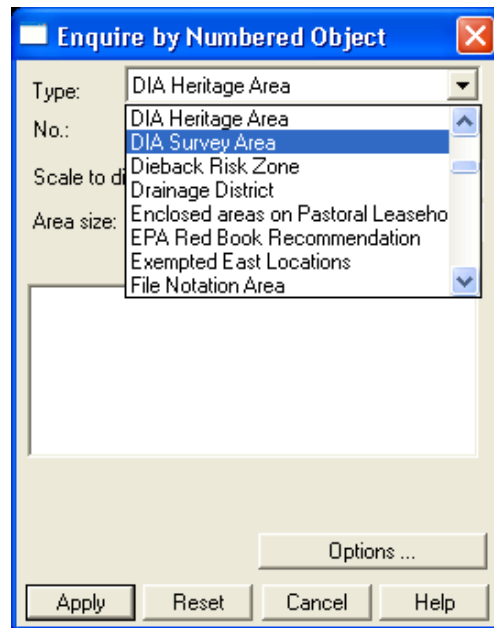 Enquire by Numbered Object
Type: DIA Heritage Area
No.:
DIA Heritage Area
DIA Survey Area
Scale to di
Dieback Risk Zone
Drainage District
Area size:
Enclosed areas on Pastoral Leaseho
EPA Red Book Recommendation
Exempted East Locations
File Notation Area
Options ...
Apply Reset Cancel Help